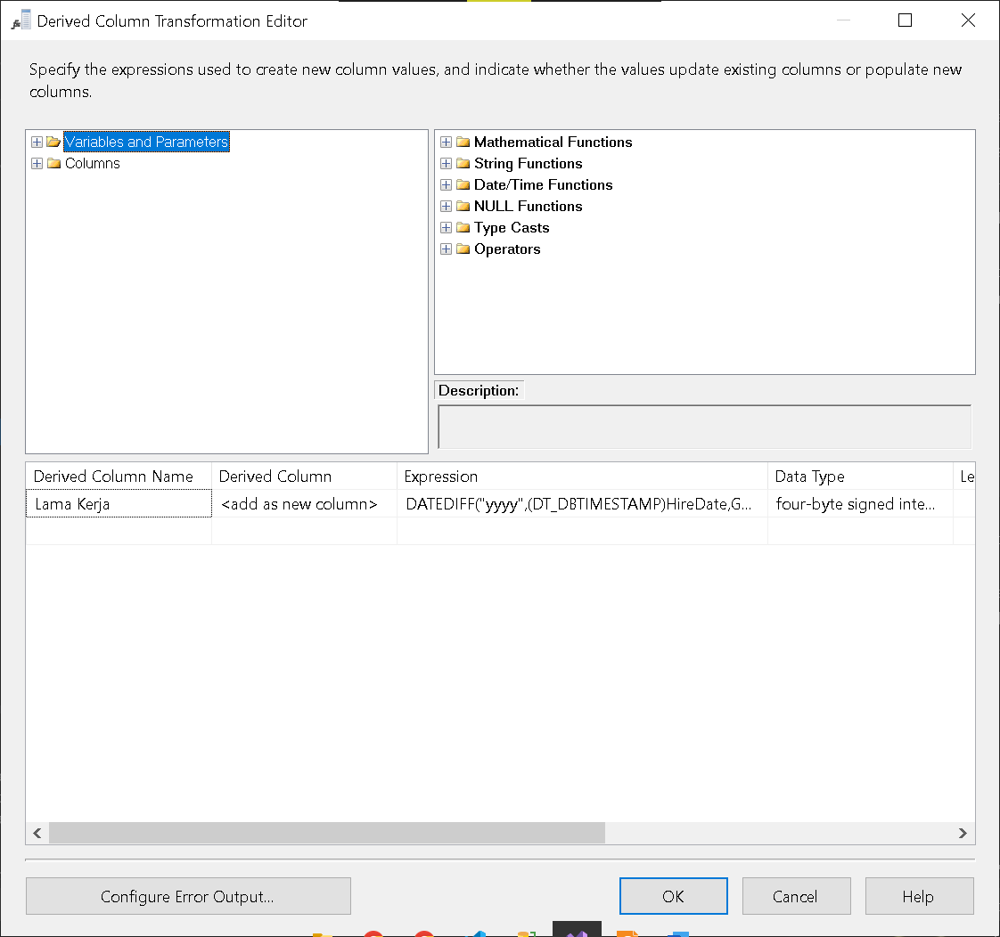 Derived Column Transformation Editor
Specify the expressions used to create new column values, and indicate whether the values update existing columns or populate new
columns.
Variables and Parameters
Columns
Mathematical Functions
String Functions
Date/Time Functions
NULL Functions
Type Casts
Operators
Description:
Derived Column Name Derived Column Expression Data Type Le
Lama Kerja <add as new column> DATEDIFF("yyyy",(DT_DBTIMESTAMP)HireDate,G... four-byte signed inte...
Configure Error Output... OK Cancel Help